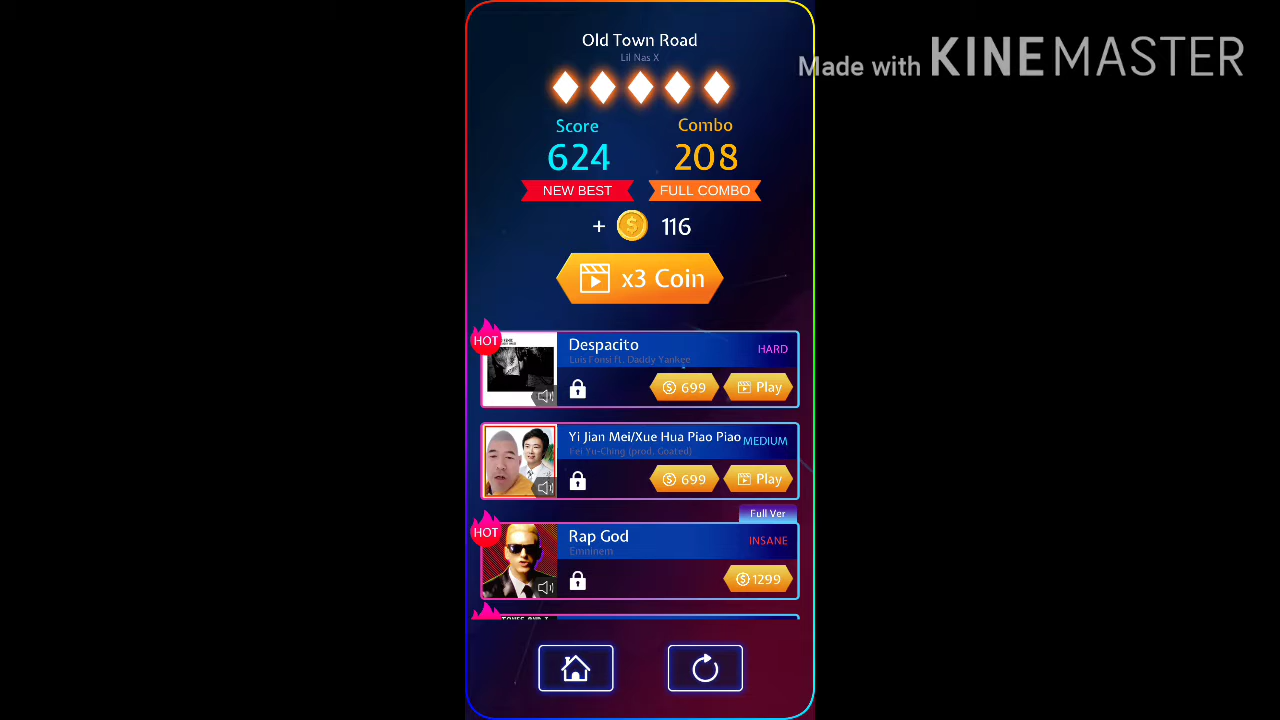 Old Town Road
Lil Nas X
Made with KINEMASTER
Score
Combo
624
208
NEW BEST
FULL COMBO
+ $ 116
x3 Coin
HOT
Despacito
HARD
Luis Fonsi ft. Daddy Yankee
$ 699
Play
Yi Jian Mei/Xue Hua Piao Piao
MEDIUM
Fei Yu-Ching (prod. Goated)
$ 699
Play
Full Ver
HOT
Rap God
INSANE
Emninem
$ 1299